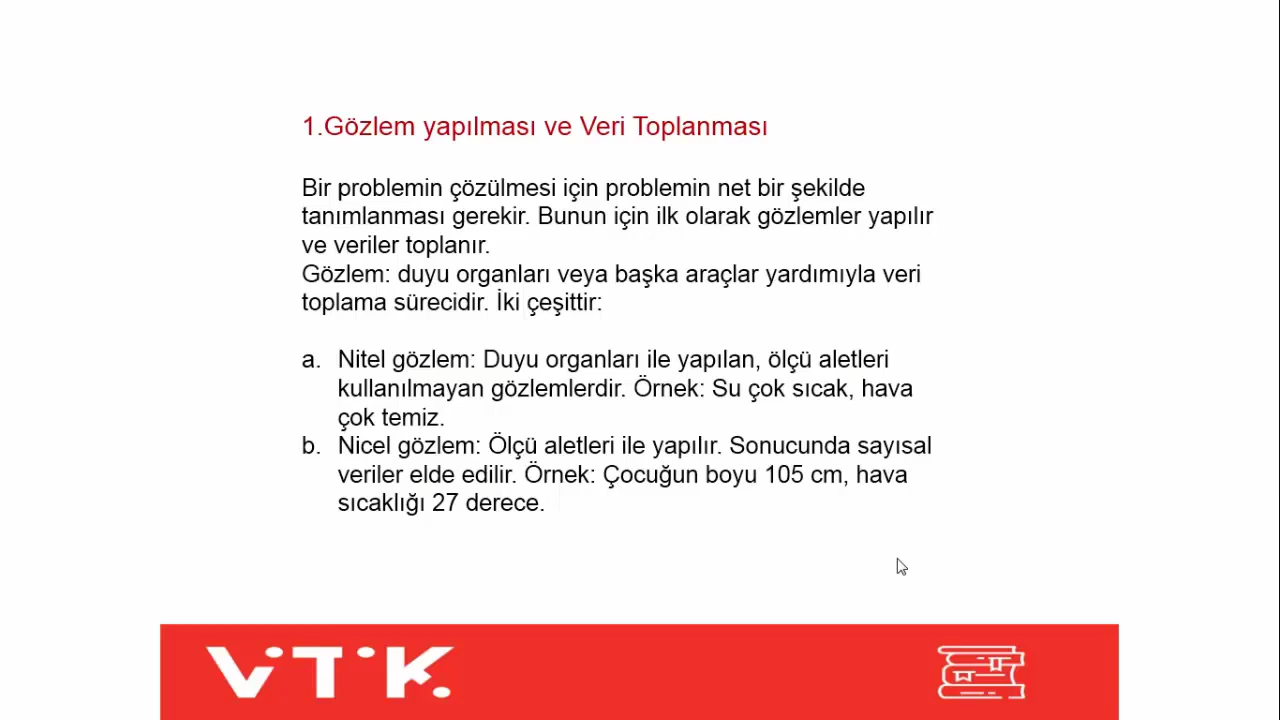 1.Gözlem yapılması ve Veri Toplanması
Bir problemin çözülmesi için problemin net bir şekilde
tanımlanması gerekir. Bunun için ilk olarak gözlemler yapılır
ve veriler toplanır.
Gözlem: duyu organları veya başka araçlar yardımıyla veri
toplama sürecidir. İki çeşittir:
a. Nitel gözlem: Duyu organları ile yapılan, ölçü aletleri
kullanılmayan gözlemlerdir. Örnek: Su çok sıcak, hava
çok temiz.
b. Nicel gözlem: Ölçü aletleri ile yapılır. Sonucunda sayısal
veriler elde edilir. Örnek: Çocuğun boyu 105 cm, hava
sıcaklığı 27 derece.
VİTİK.